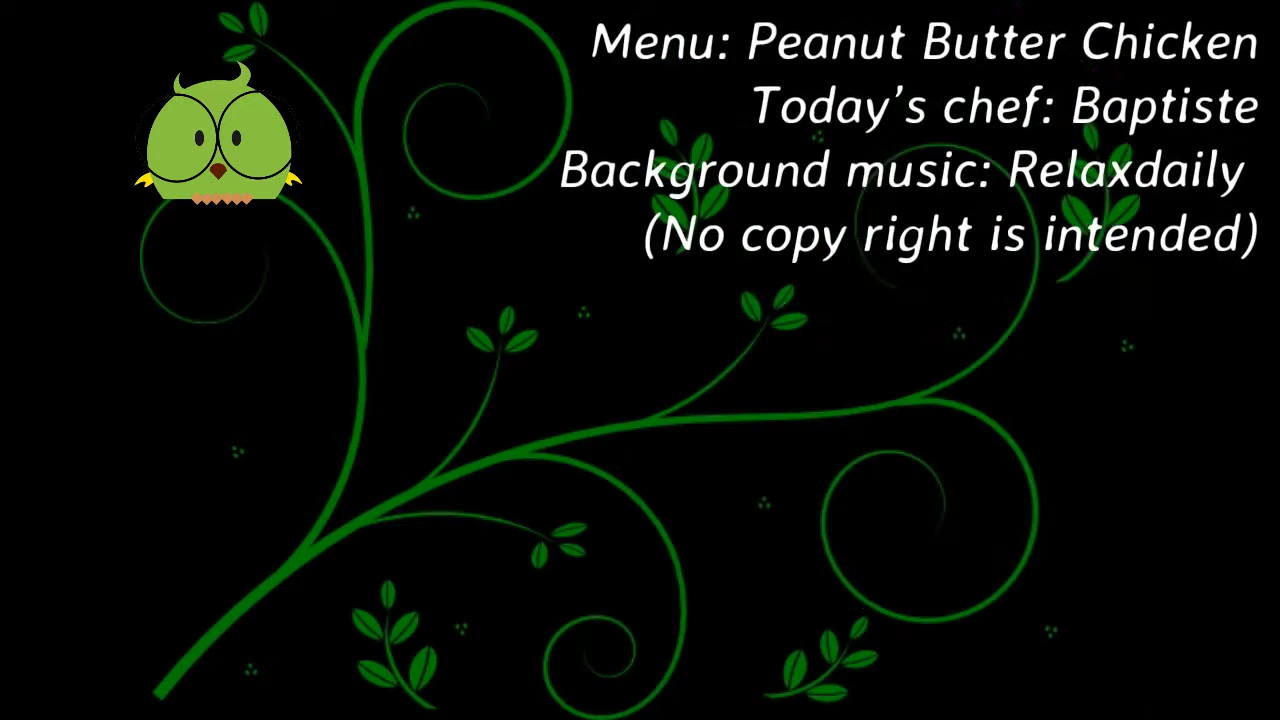 Menu: Peanut Butter Chicken
Today's chef: Baptiste
Background music: Relaxdaily
(No copy right is intended)